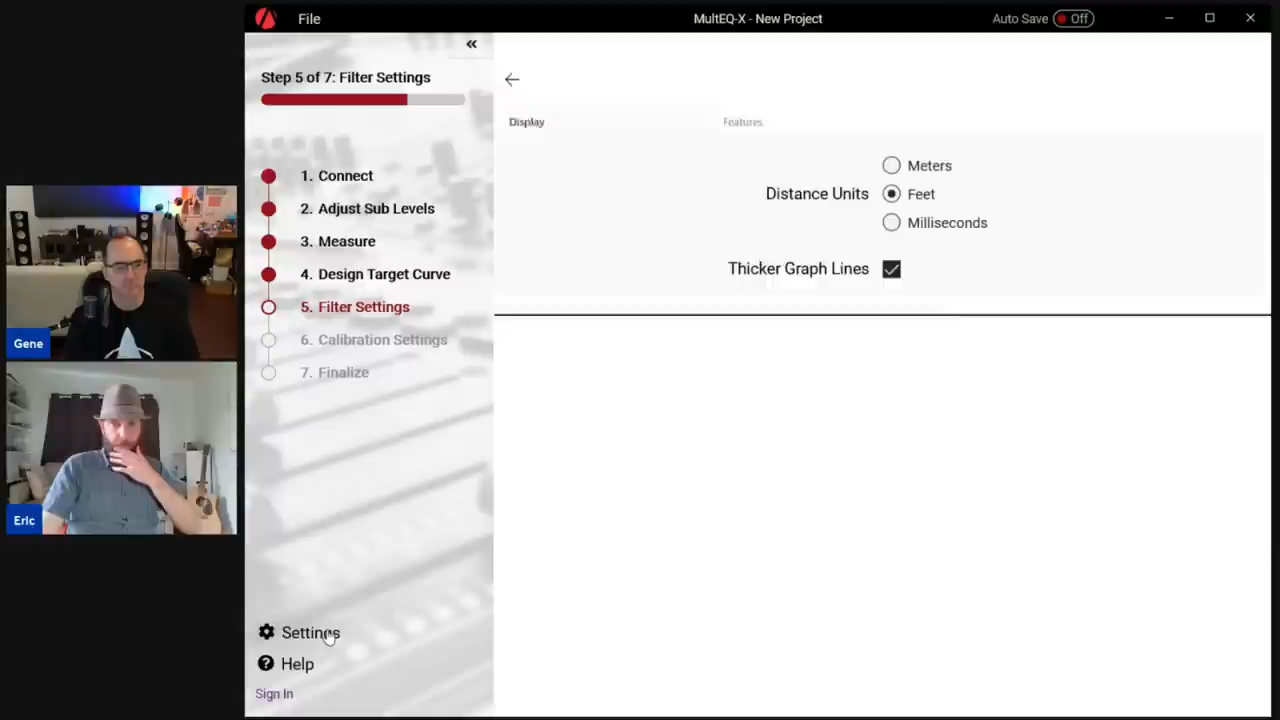 File
MultEQ-X - New Project
Auto Save
Off
«
Step 5 of 7: Filter Settings
1. Connect
2. Adjust Sub Levels
3. Measure
4. Design Target Curve
5. Filter Settings
6. Calibration Settings
7. Finalize
Settings
Help
Sign In
Display
Features
Distance Units
Meters
Feet
Milliseconds
Thicker Graph Lines
Gene
Eric